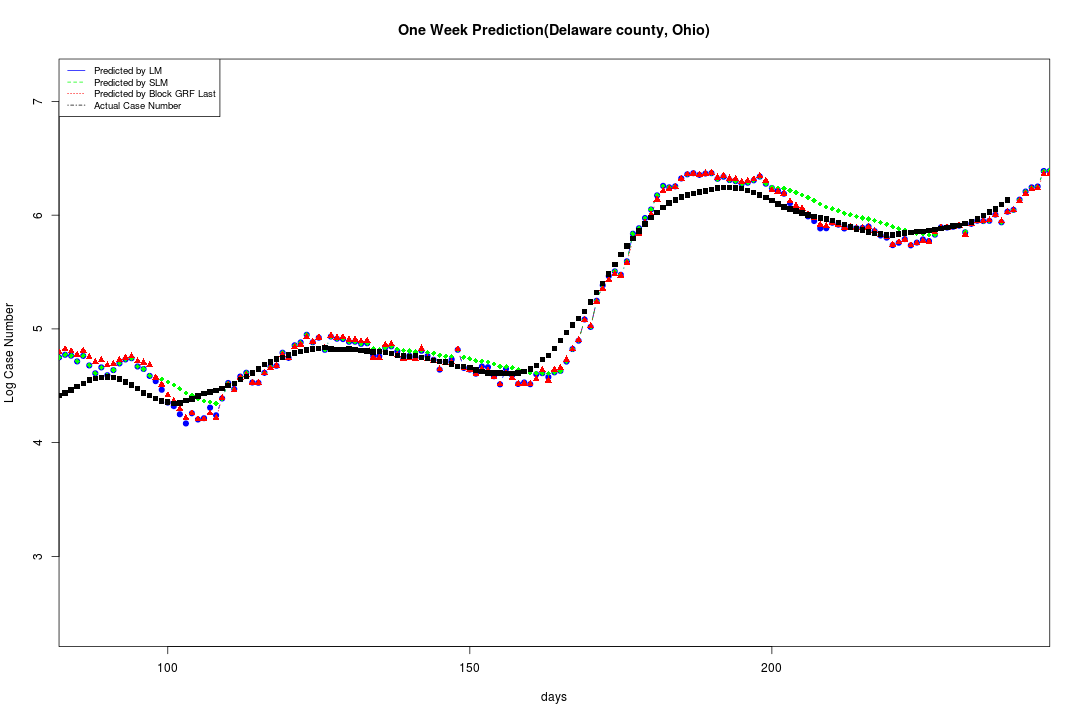 One Week Prediction(Delaware county, Ohio)
Predicted by LM
Predicted by SLM
Predicted by Block GRF Last
Actual Case Number
7
6
5
4
3
Log Case Number
100 150 200
days